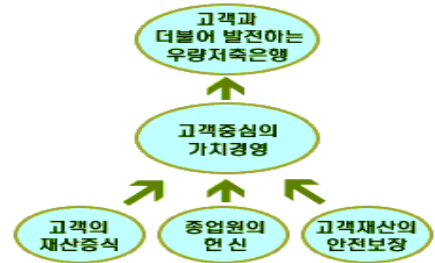 고객과
더불어 발전하는
우량저축은행
고객중심의
가치경영
고객의
재산증식
종업원의
헌 신
고객재산의
안전보장